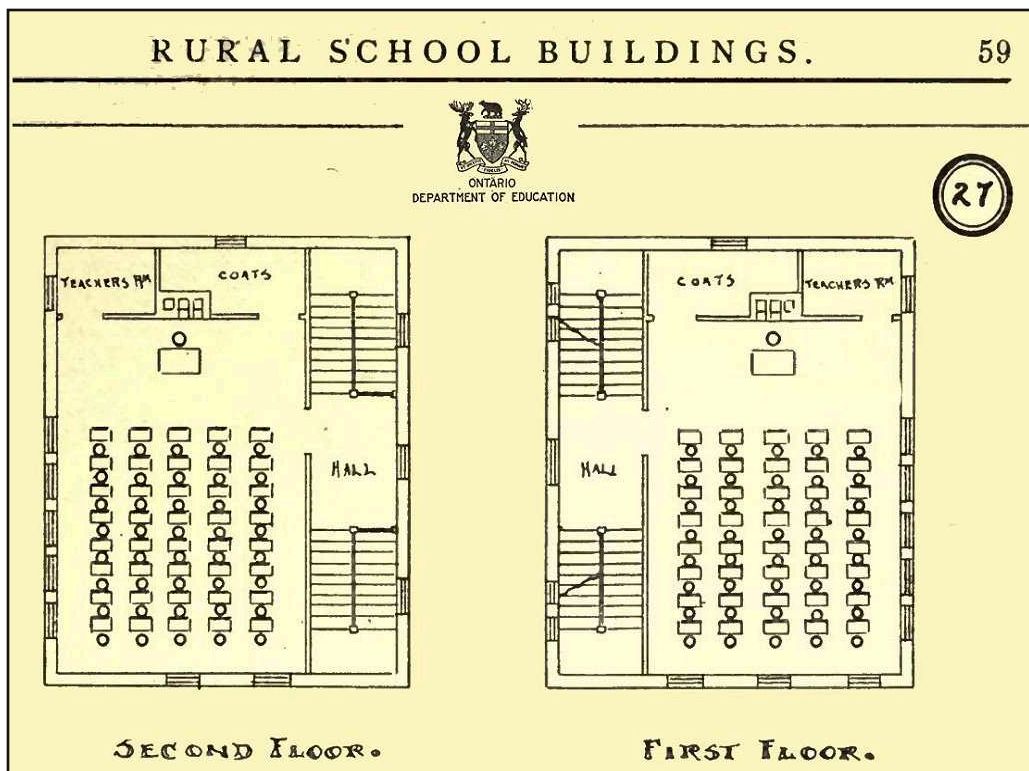 RURAL SCHOOL BUILDINGS. 59
ONTARIO
DEPARTMENT OF EDUCATION
27
TEACHERS RM
COATS
HALL
SECOND FLOOR.
COATS
TEACHERS RM
HALL
FIRST FLOOR.